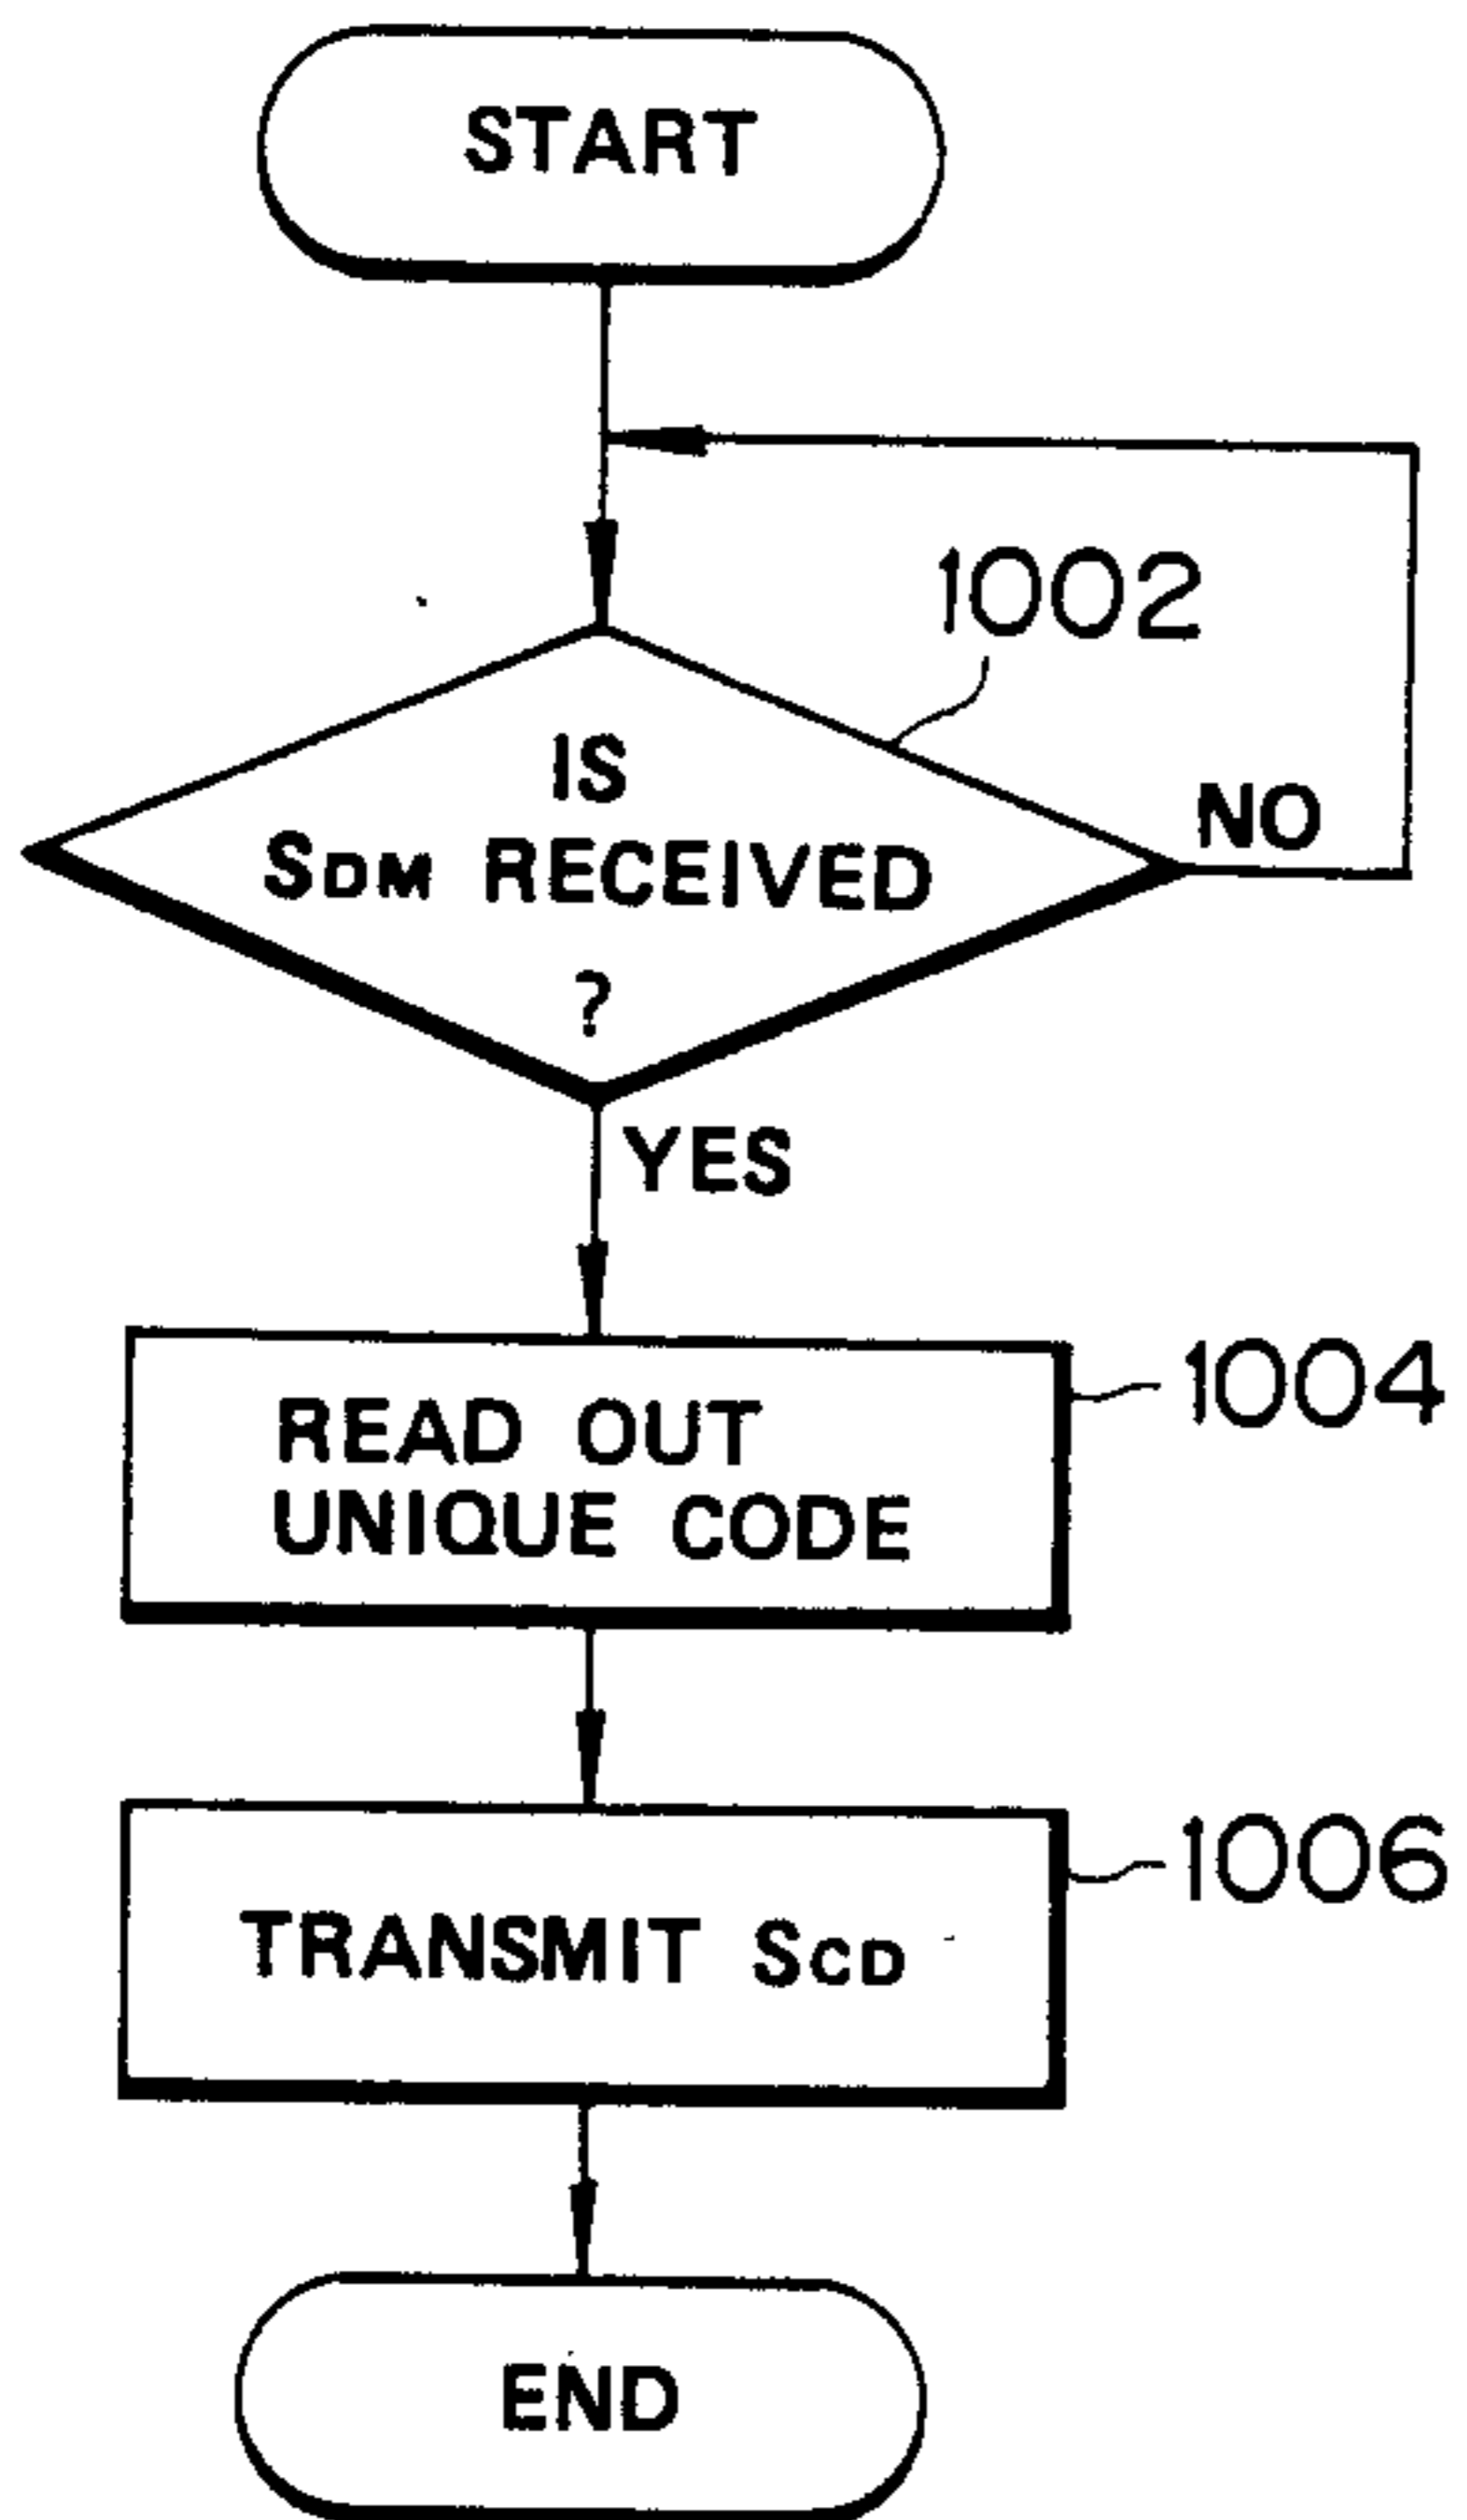 START
1002
IS
SDM RECEIVED
?
NO
YES
READ OUT
UNIQUE CODE
1004
TRANSMIT SCD
1006
END